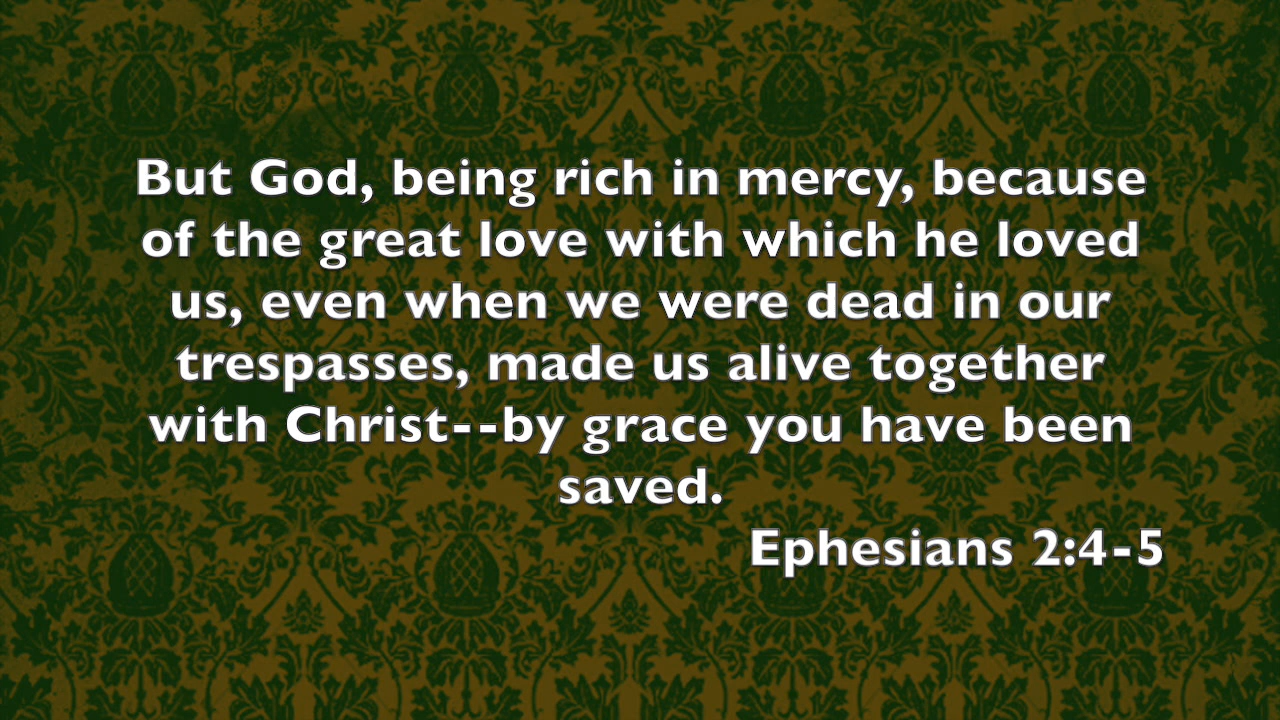 But God, being rich in mercy, because
of the great love with which he loved
us, even when we were dead in our
trespasses, made us alive together
with Christ--by grace you have been
saved.
Ephesians 2:4-5